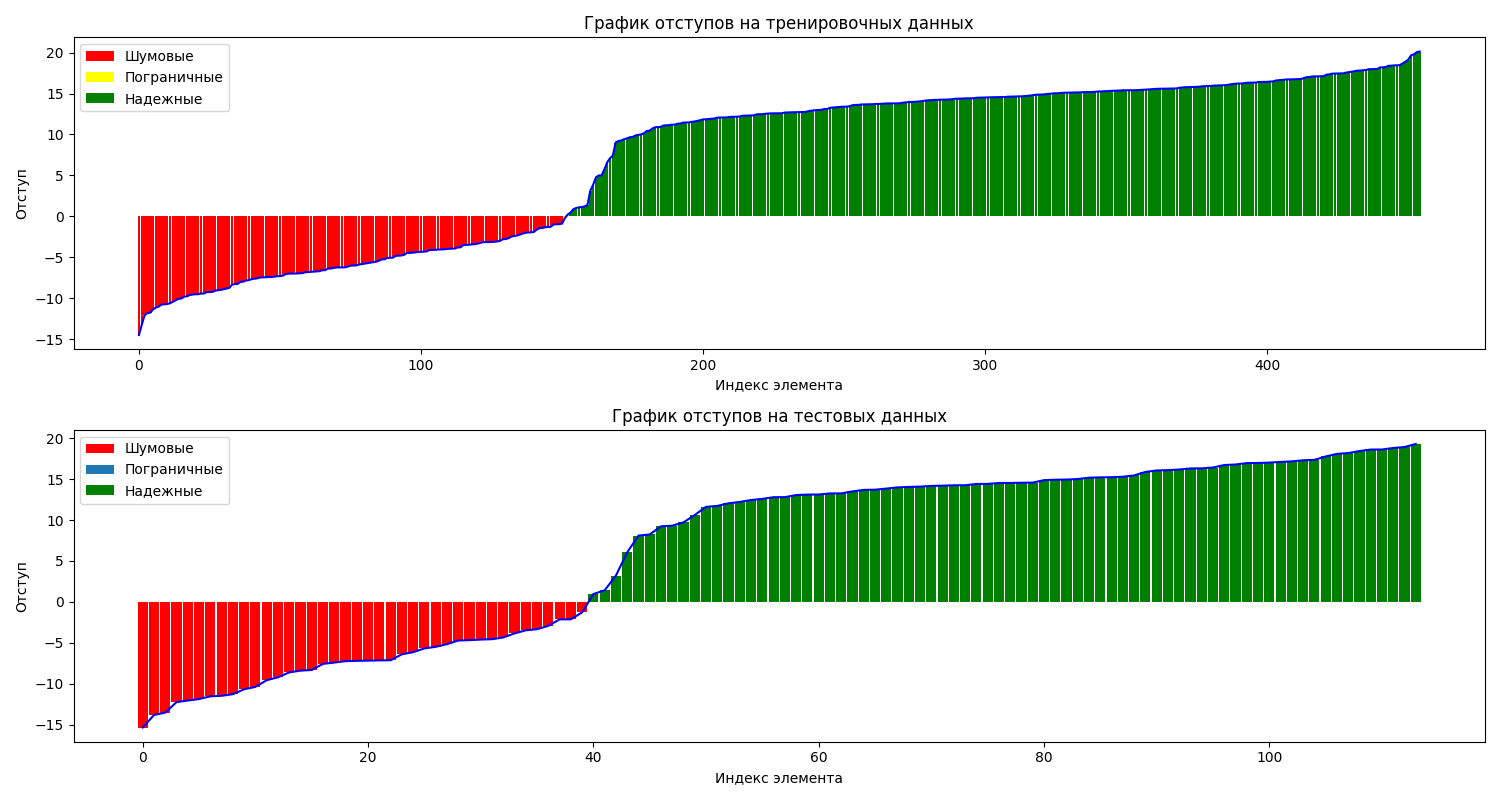 График отступов на тренировочных данных
Шумовые
Пограничные
Надежные
Отступ
20
15
10
5
0
−5
−10
−15
0 100 200 300 400
Индекс элемента
График отступов на тестовых данных
Шумовые
Пограничные
Надежные
Отступ
20
15
10
5
0
−5
−10
−15
0 20 40 60 80 100
Индекс элемента